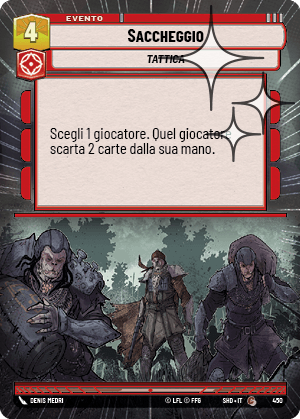 4
EVENTO
SACCHEGGIO
TATTICA
Scegli 1 giocatore. Quel giocatore
scarta 2 carte dalla sua mano.
DENIS MEDRI
© LFL © FFG
SHD • IT
450